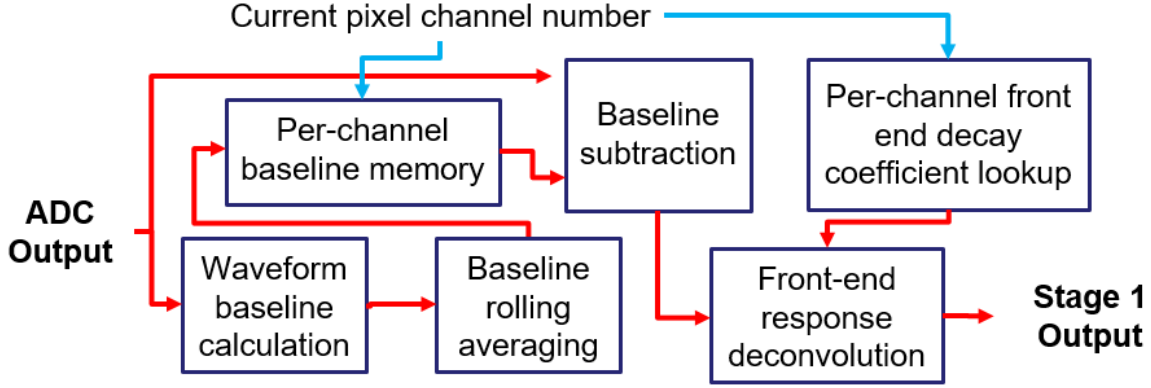 Current pixel channel number
Per-channel
baseline memory
Baseline
subtraction
Per-channel front
end decay
coefficient lookup
ADC
Output
Waveform
baseline
calculation
Baseline
rolling
averaging
Front-end
response
deconvolution
Stage 1
Output